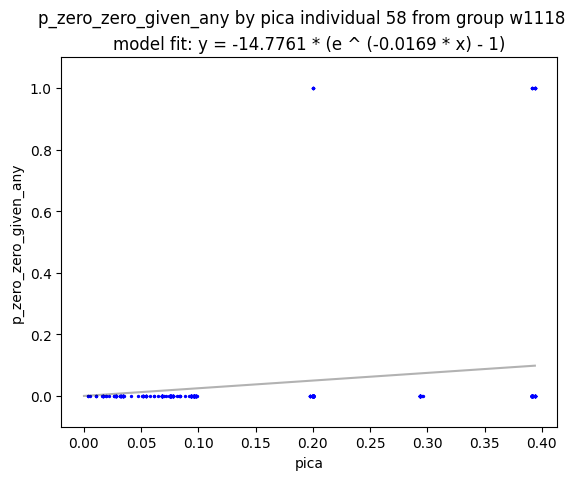 p_zero_zero_given_any by pica individual 58 from group w1118
model fit: y = -14.7761 * (e ^ (-0.0169 * x) - 1)
1.0
0.8
0.6
0.4
0.2
0.0
p_zero_zero_given_any
0.00 0.05 0.10 0.15 0.20 0.25 0.30 0.35 0.40
pica